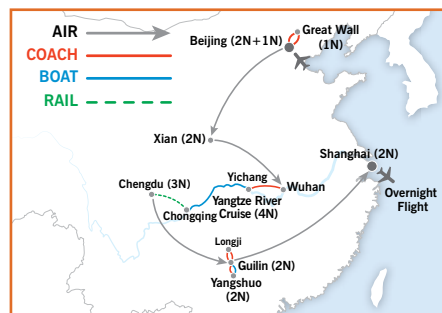 AIR
COACH
BOAT
RAIL
Beijing (2N+1N)
Great Wall
(1N)
Xian (2N)
Shanghai (2N)
Overnight
Flight
Chengdu (3N)
Yichang
Wuhan
Yangtze River
Cruise (4N)
Chongqing
Longji
Guilin (2N)
Yangshuo
(2N)